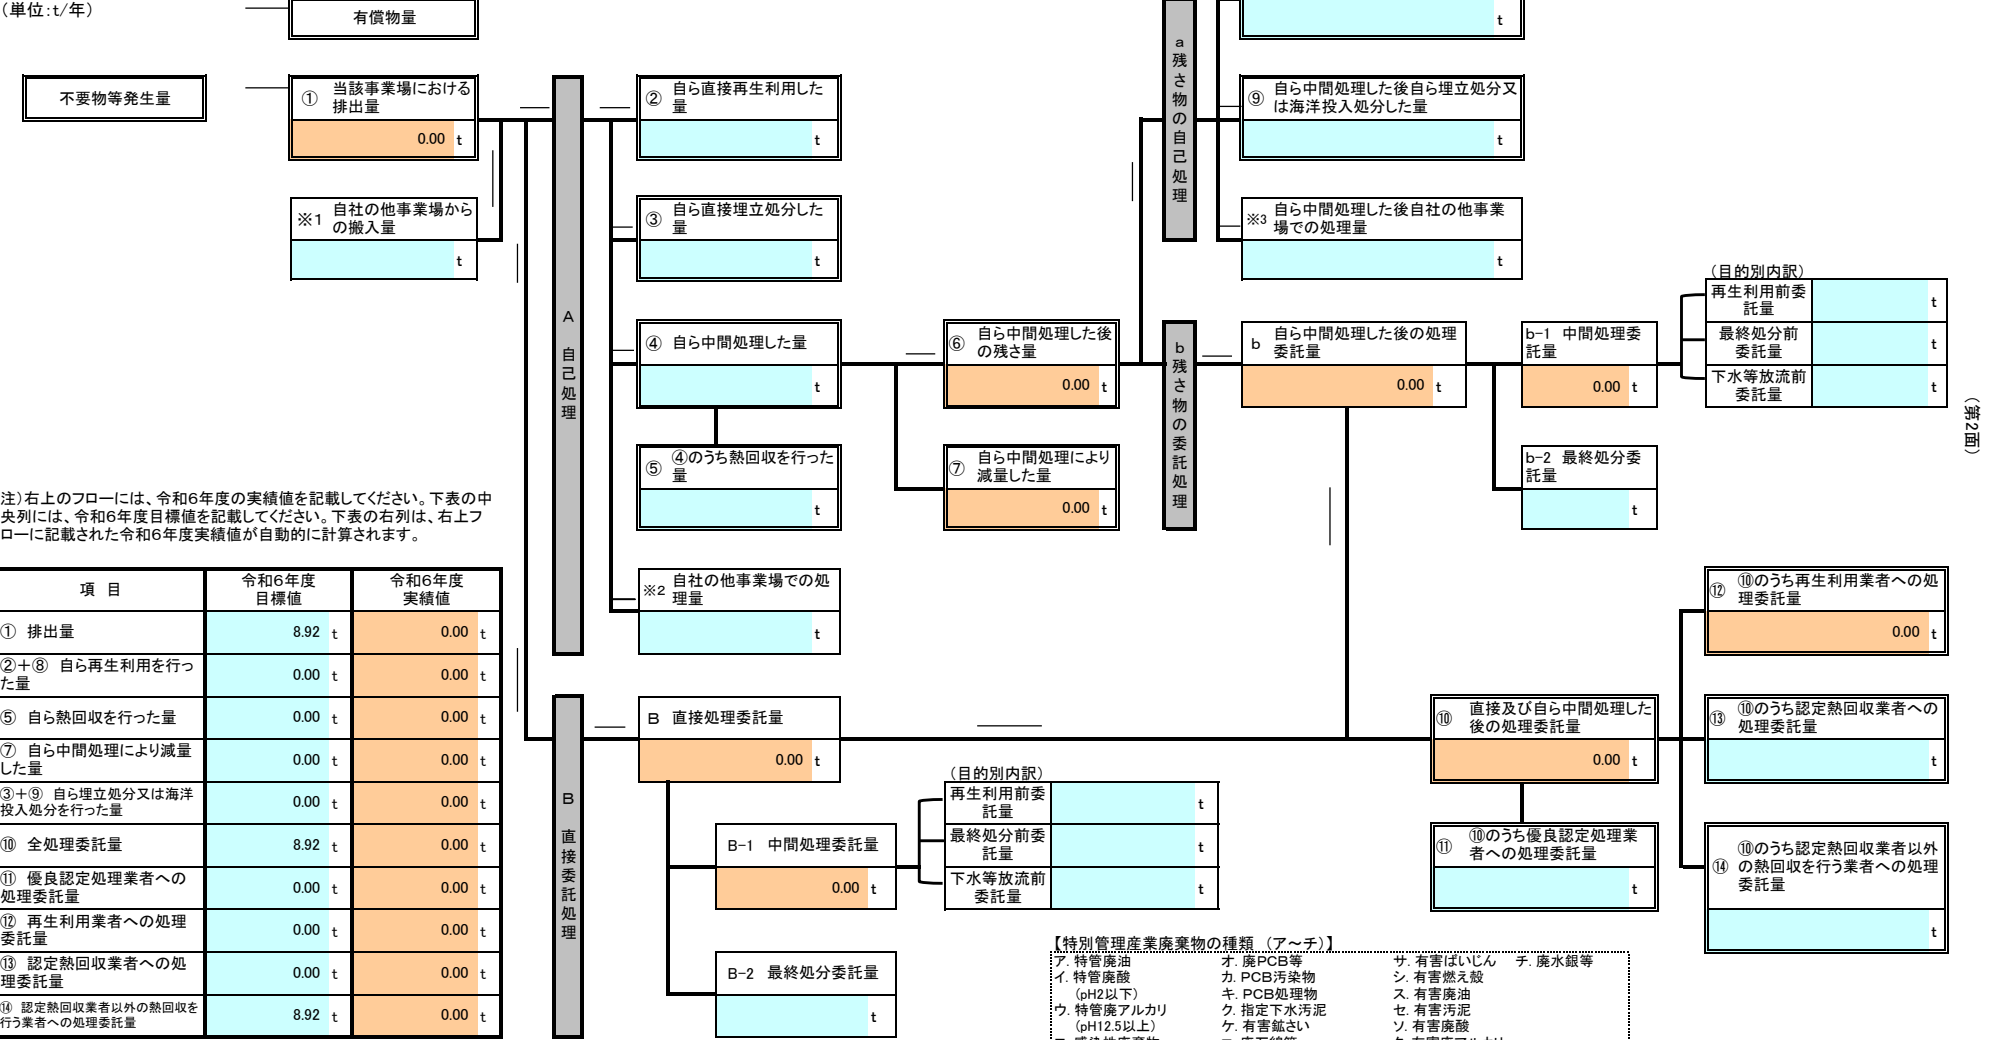 （単位：t/年）
有償物量
t
不要物等発生量
① 当該事業場における
排出量
0.00 t
※1 自社の他事業場から
の搬入量
t
A 自己処理
② 自ら直接再生利用した
量
t
③ 自ら直接埋立処分した
量
t
④ 自ら中間処理した量
t
⑤ ④のうち熱回収を行った
量
t
※2 自社の他事業場での処
理量
t
⑥ 自ら中間処理した後
の残さ量
0.00 t
⑦ 自ら中間処理により
減量した量
0.00 t
a残さ物の自己処理
⑨ 自ら中間処理した後自ら埋立処分又
は海洋投入処分した量
t
※3 自ら中間処理した後自社の他事業
場での処理量
t
b残さ物の委託処理
b 自ら中間処理した後の処理
委託量
0.00 t
b-1 中間処理委
託量
0.00 t
b-2 最終処分委
託量
t
（目的別内訳）
再生利用前委
託量
t
最終処分前
委託量
t
下水等放流前
委託量
t
（第2面）
注）右上のフローには、令和6年度の実績値を記載してください。下表の中
央列には、令和6年度目標値を記載してください。下表の右列は、右上フ
ローに記載された令和6年度実績値が自動的に計算されます。
項 目 令和6年度
目標値 令和6年度
実績値
① 排出量 8.92 t 0.00 t
②＋⑧ 自ら再生利用を行っ
た量 0.00 t 0.00 t
⑤ 自ら熱回収を行った量 0.00 t 0.00 t
⑦ 自ら中間処理により減量
した量 0.00 t 0.00 t
③＋⑨ 自ら埋立処分又は海洋
投入処分を行った量 0.00 t 0.00 t
⑩ 全処理委託量 8.92 t 0.00 t
⑪ 優良認定処理業者への
処理委託量 0.00 t 0.00 t
⑫ 再生利用業者への処理
委託量 0.00 t 0.00 t
⑬ 認定熱回収業者への処
理委託量 0.00 t 0.00 t
⑭ 認定熱回収業者以外の熱回収を
行う業者への処理委託量 8.92 t 0.00 t
B 直接委託処理
B 直接処理委託量
0.00 t
B-1 中間処理委託量
0.00 t
B-2 最終処分委託量
t
（目的別内訳）
再生利用前委
託量
t
最終処分前委
託量
t
下水等放流前
委託量
t
⑩ 直接及び自ら中間処理した
後の処理委託量
0.00 t
⑪ ⑩のうち優良認定処理業
者への処理委託量
t
⑫ ⑩のうち再生利用業者への処
理委託量
0.00 t
⑬ ⑩のうち認定熱回収業者への
処理委託量
t
⑭ ⑩のうち認定熱回収業者以外
の熱回収を行う業者への処理
委託量
t
【特別管理産業廃棄物の種類 （ア～チ）】
ア. 特管廃油 オ. 廃PCB等 サ. 有害ばいじん チ. 廃水銀等
イ. 特管廃酸 カ. PCB汚染物 シ. 有害燃え殻
（pH2以下） キ. PCB処理物 ス. 有害廃油
ウ. 特管廃アルカリ ク. 指定下水汚泥 セ. 有害汚泥
（pH12.5以上） ケ. 有害鉱さい ソ. 有害廃酸